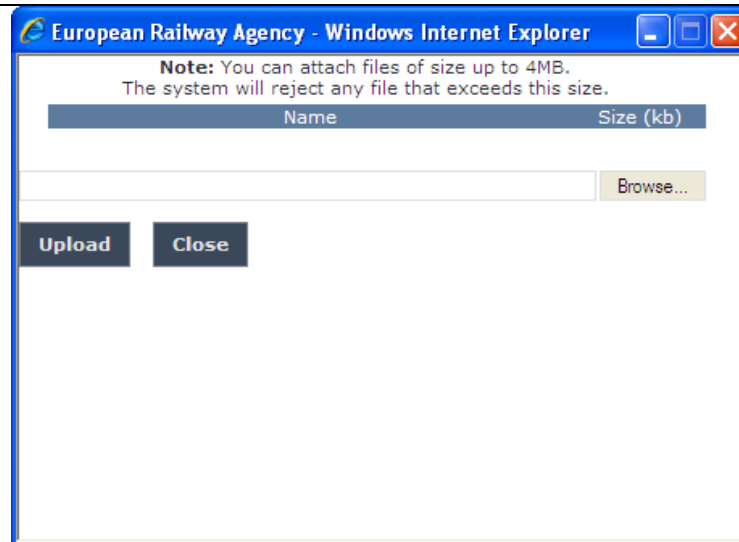 European Railway Agency - Windows Internet Explorer
Note: You can attach files of size up to 4MB.
The system will reject any file that exceeds this size.
Name Size (kb)
Browse...
Upload Close